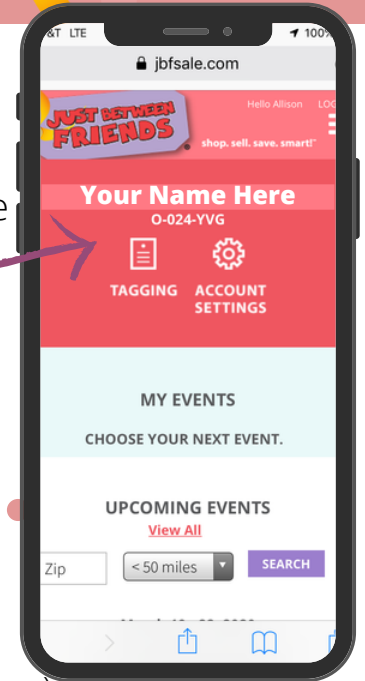 &T LTE
100%
jbfsale.com
Hello Allison LOG
JUST BETWEEN
FRIENDS
shop. sell. save. smart!
e
Your Name Here
O-024-YVG
TAGGING
ACCOUNT
SETTINGS
MY EVENTS
CHOOSE YOUR NEXT EVENT.
UPCOMING EVENTS
View All
Zip
< 50 miles
SEARCH